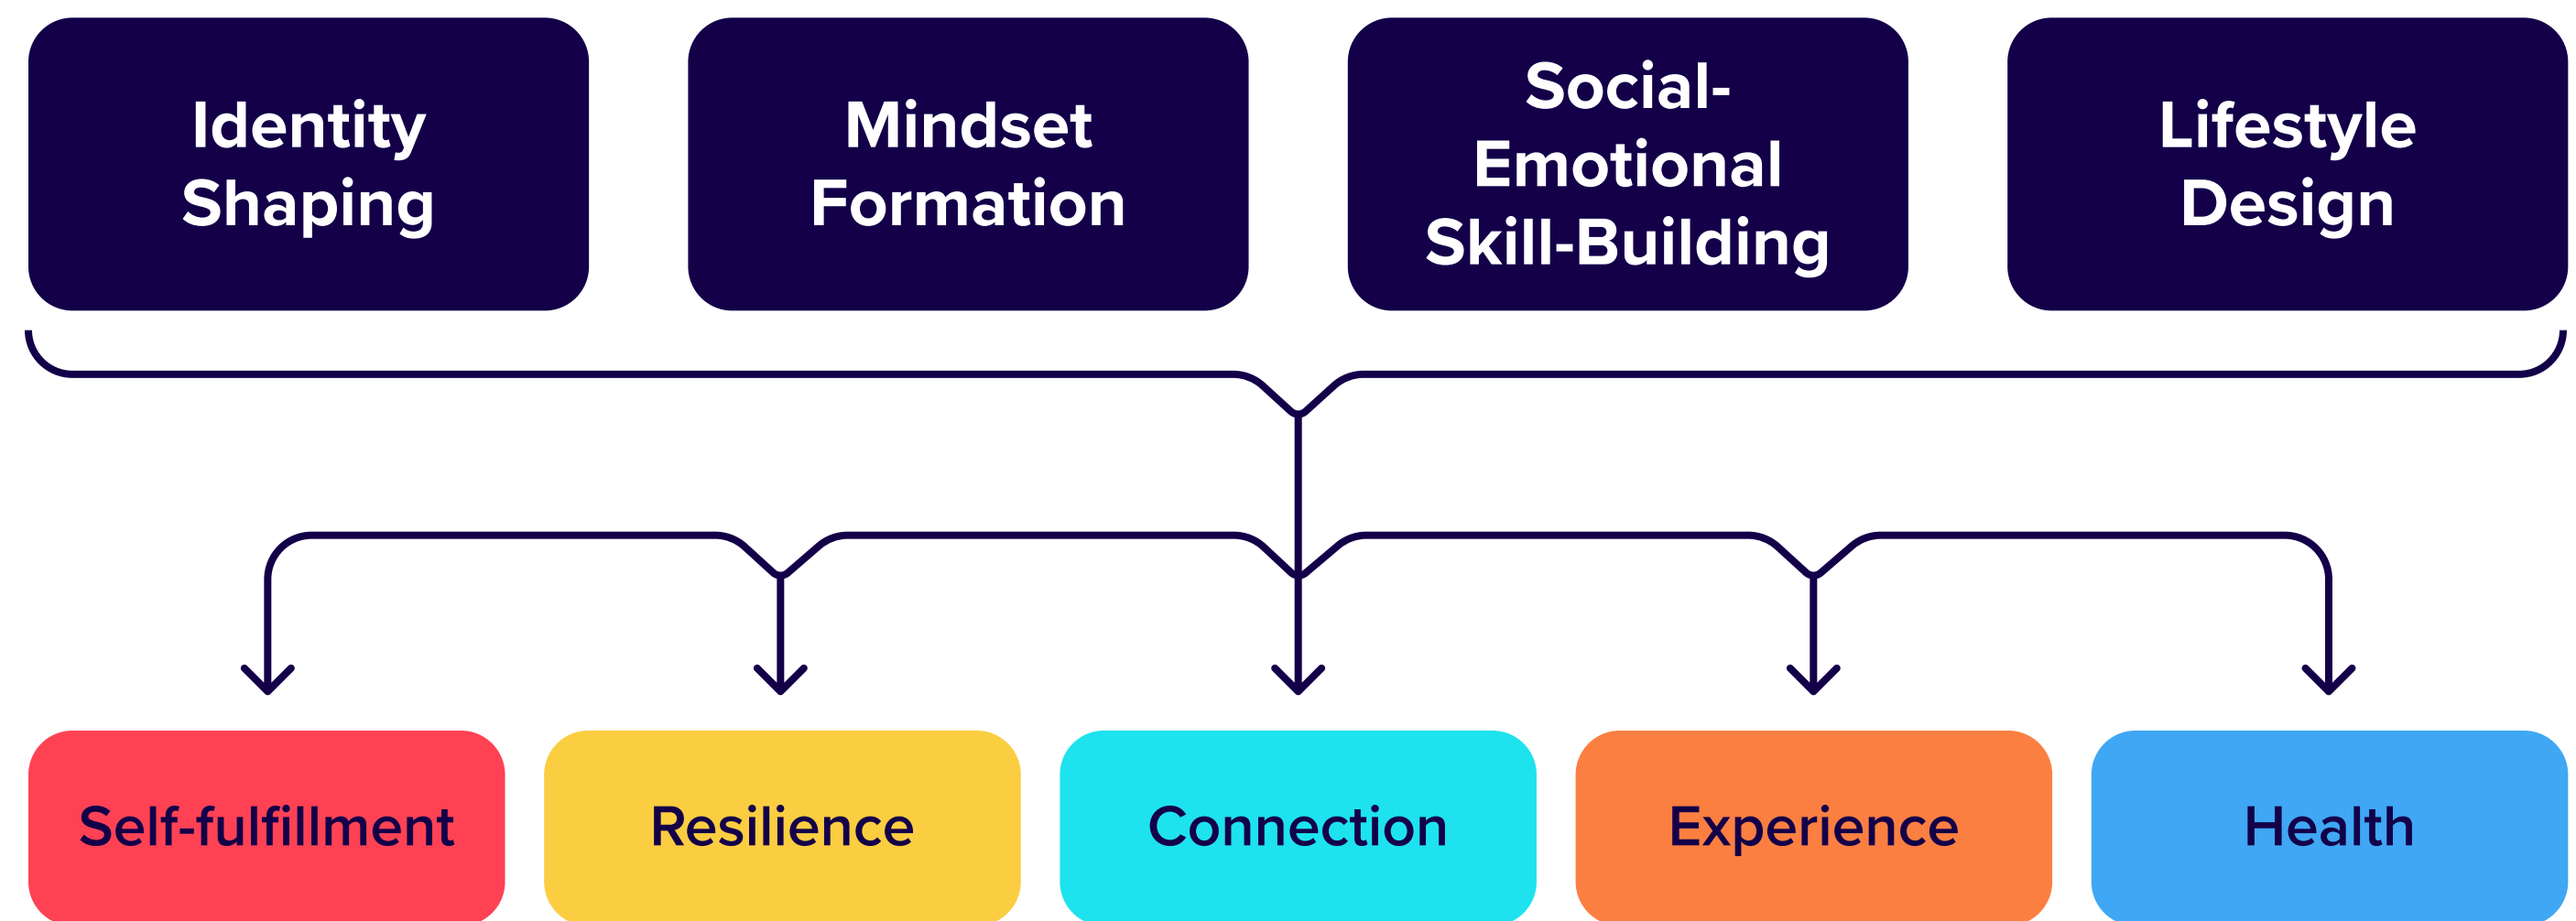 Identity
Shaping
Mindset
Formation
Social-
Emotional
Skill-Building
Lifestyle
Design
Self-fulfillment
Resilience
Connection
Experience
Health